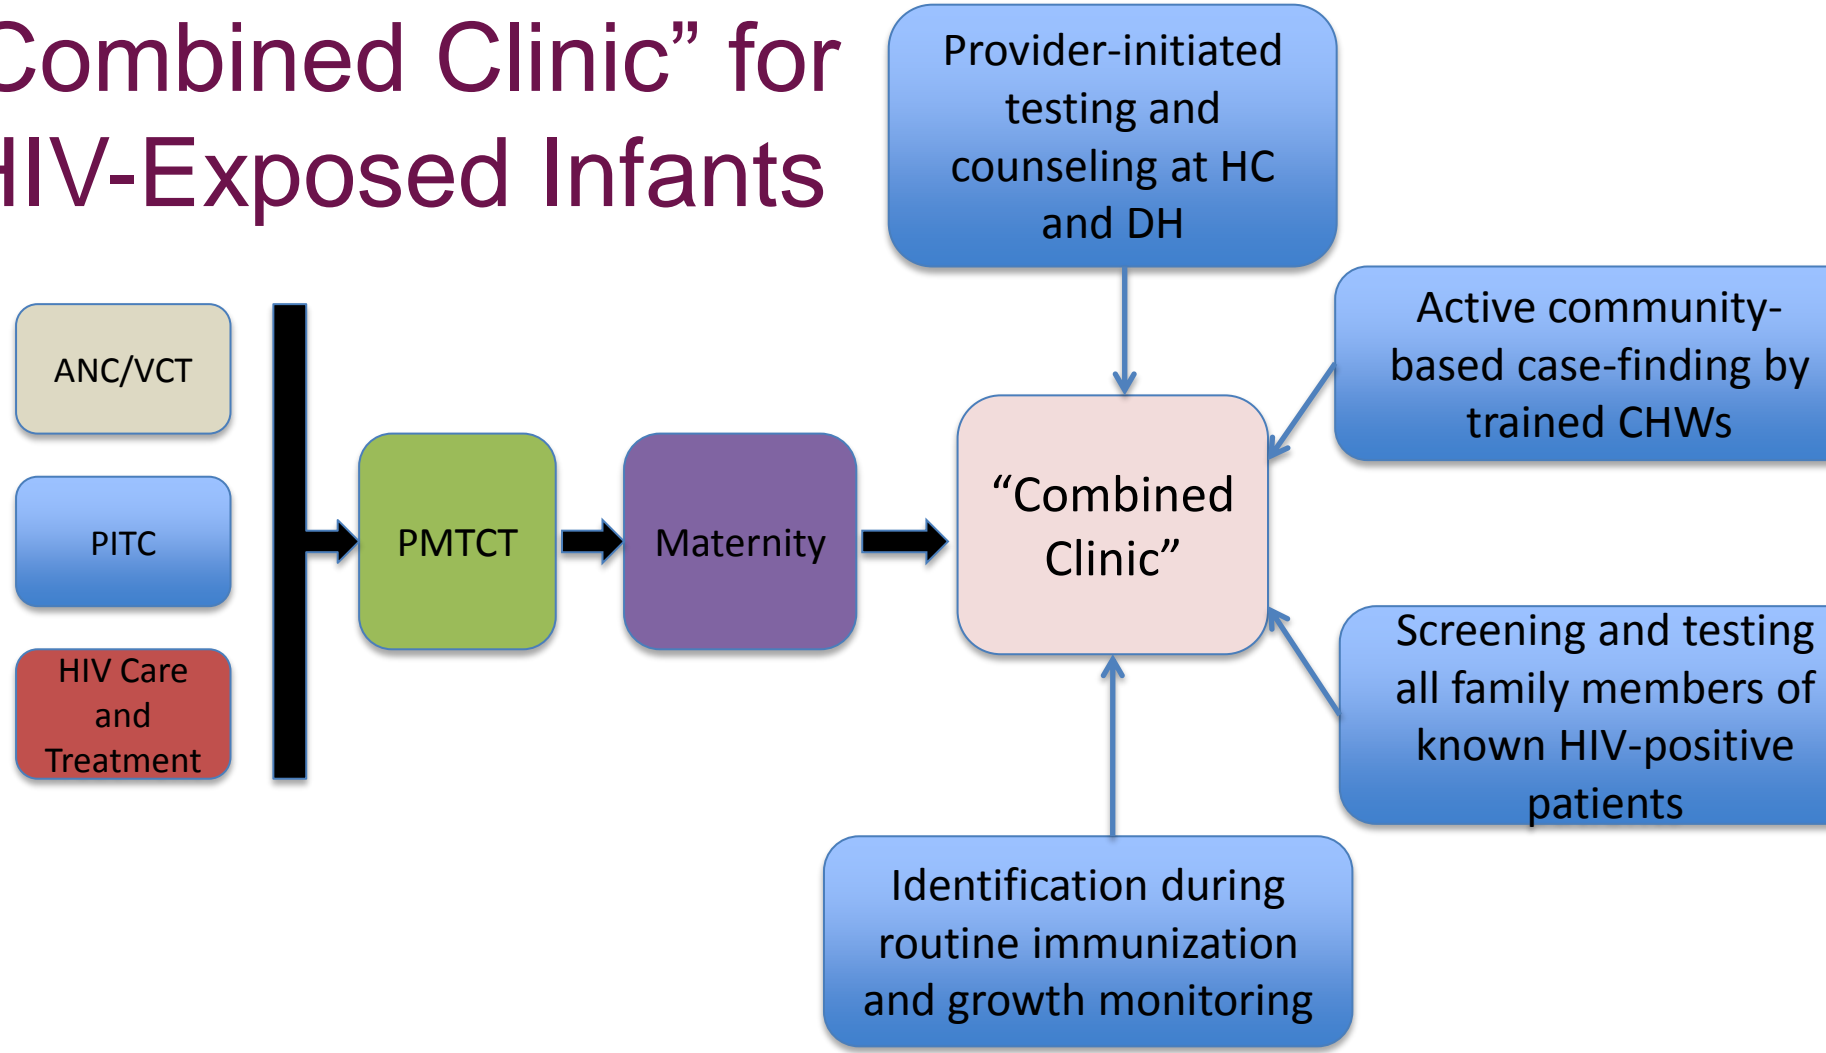 Combined Clinic” for
HIV-Exposed Infants
Provider-initiated
testing and
counseling at HC
and DH
Active community-
based case-finding by
trained CHWs
ANC/VCT
PITC
HIV Care
and
Treatment
PMTCT
Maternity
“Combined
Clinic”
Screening and testing
all family members of
known HIV-positive
patients
Identification during
routine immunization
and growth monitoring